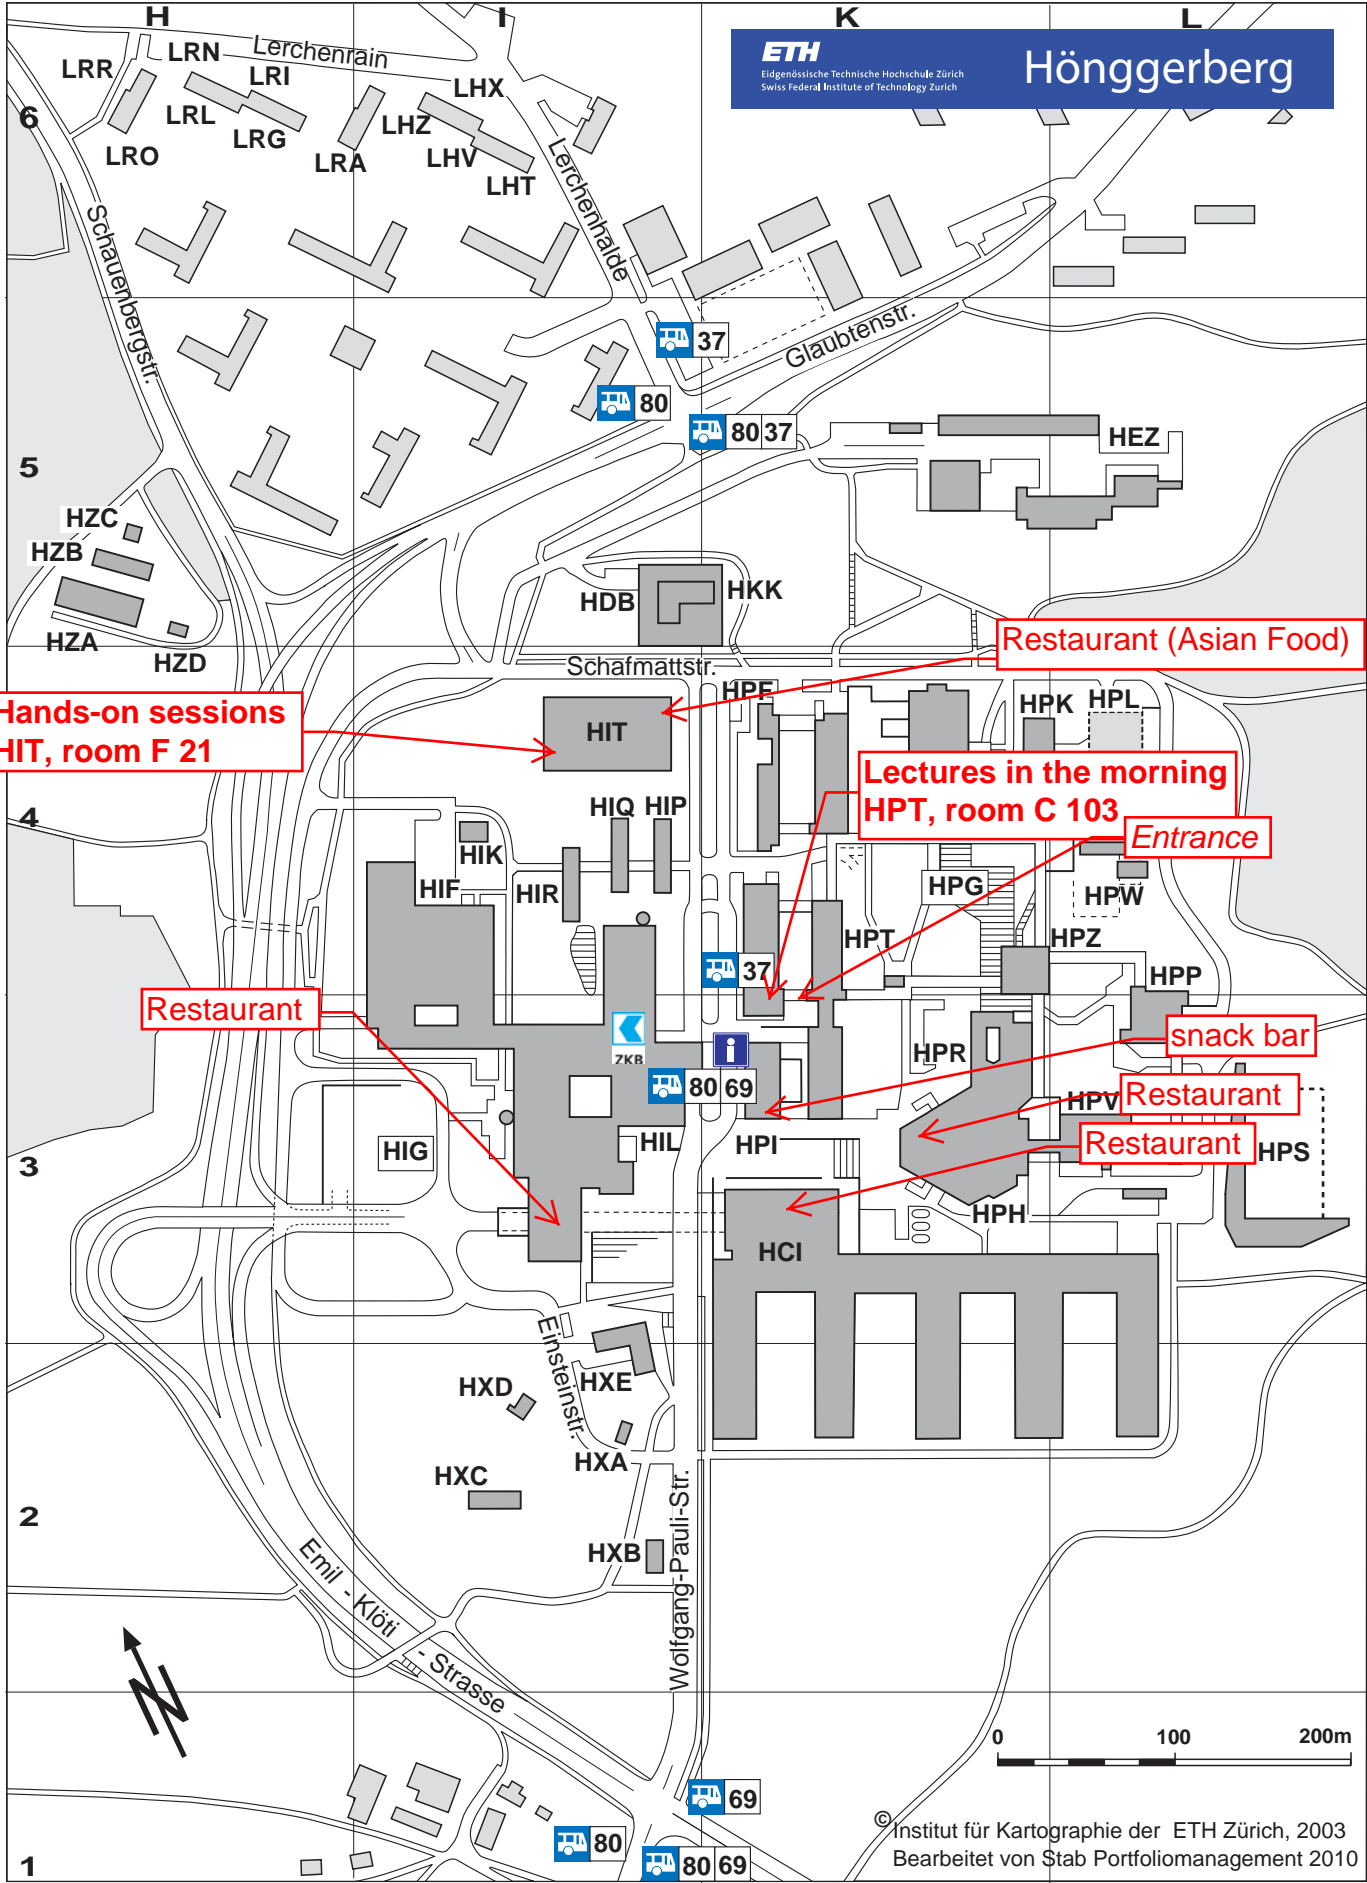 H
I
K
L
ETH
Eidgenössische Technische Hochschule Zürich
Swiss Federal Institute of Technology Zurich
Hönggerberg
LRR
LRN
Lerchenrain
LRI
LHX
6
LRL
LRG
LHZ
LRO
LRA
LHV
LHT
Lerchenhalde
Schauenbergstr.
37
Glaubtenstr.
80
80 37
HEZ
5
HZC
HZB
HDB
HKK
HZA
HZD
Restaurant (Asian Food)
Schafmattstr.
HPF
HPK
HPL
Hands-on sessions
HIT, room F 21
HIT
Lectures in the morning
HPT, room C 103
4
HIQ
HIP
Entrance
HIK
HIF
HIR
HPG
HPW
HPT
HPZ
37
HPP
Restaurant
ZKB
i
HPR
snack bar
80 69
Restaurant
HPV
HIG
HIL
HPI
Restaurant
HPS
3
HPH
HCI
Einsteinstr.
HXD
HXE
HXA
HXC
2
HXB
Wolfgang-Pauli-Str.
Emil - Klöti - Strasse
N
0 100 200m
69
80
80 69
1
© Institut für Kartographie der ETH Zürich, 2003
Bearbeitet von Stab Portfoliomanagement 2010